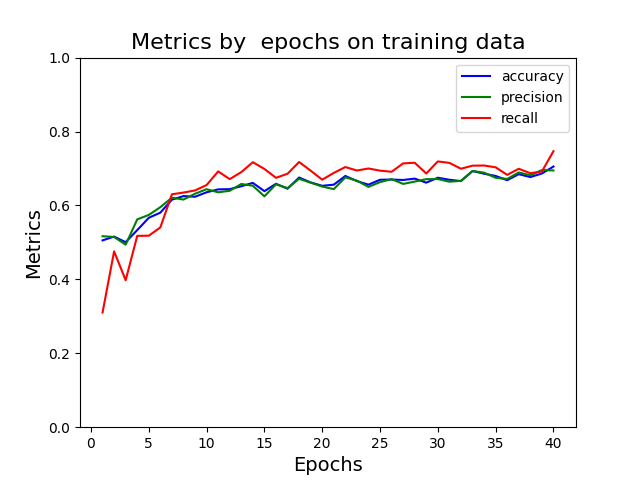 Metrics by  epochs on training data
accuracy
precision
recall
Metrics
1.0
0.8
0.6
0.4
0.2
0.0
0 5 10 15 20 25 30 35 40
Epochs